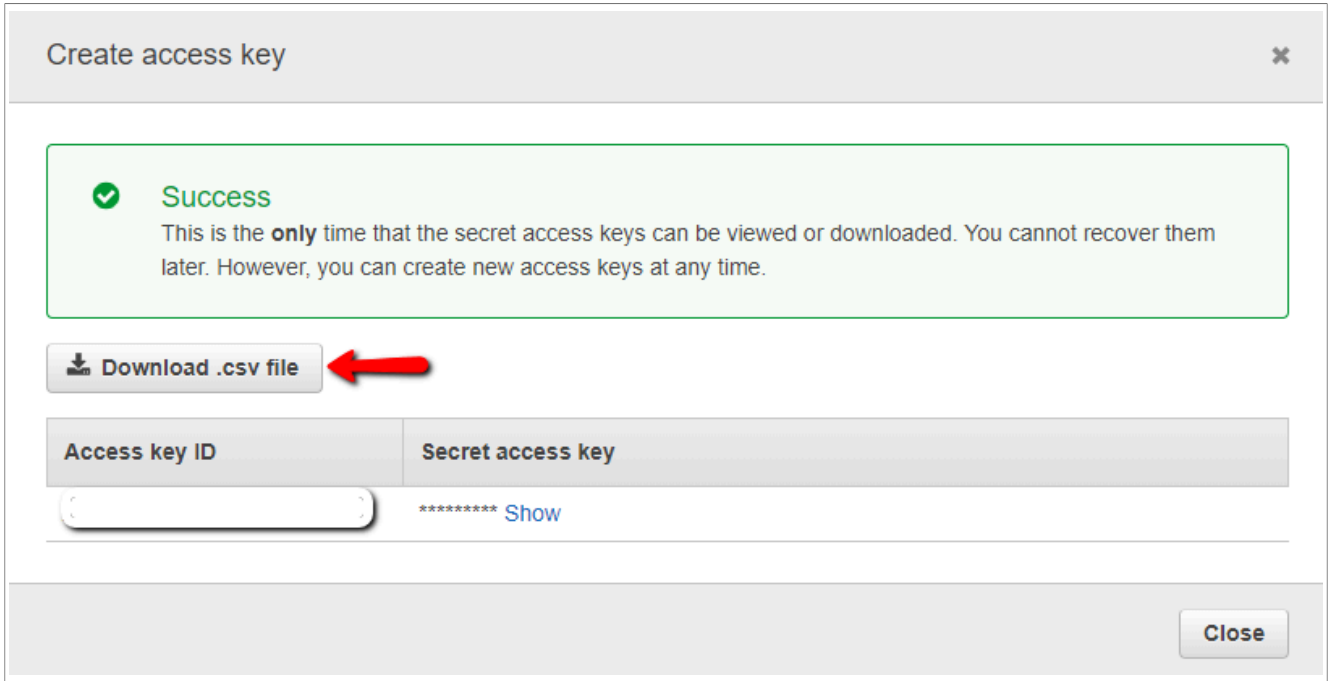 Create access key
Success
This is the only time that the secret access keys can be viewed or downloaded. You cannot recover them
later. However, you can create new access keys at any time.
Download .csv file
Access key ID Secret access key
********* Show
Close